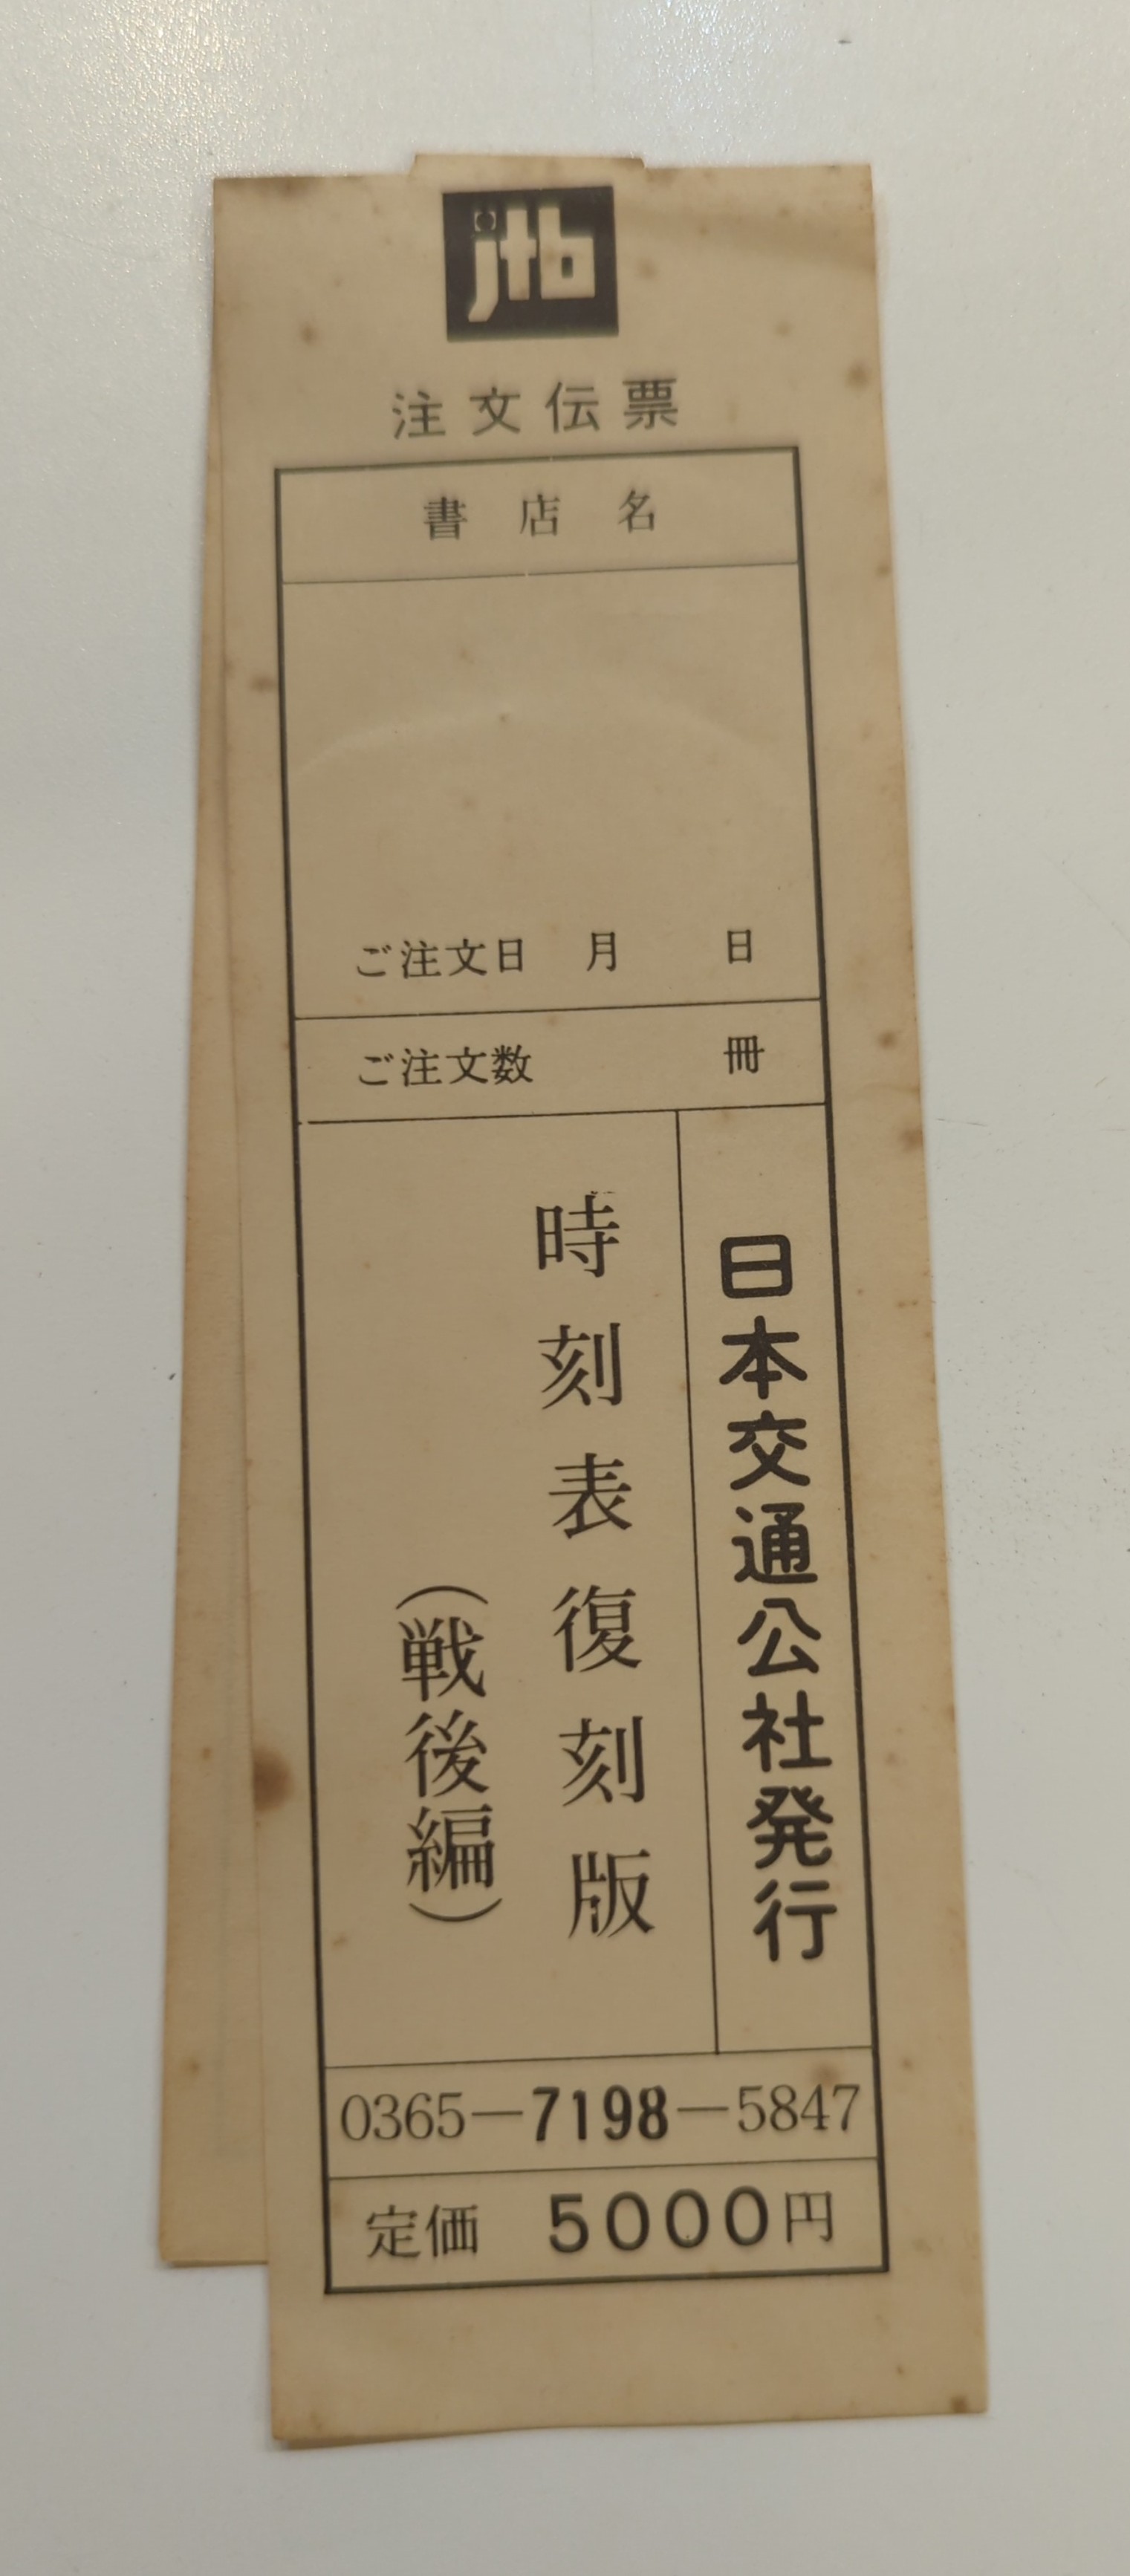 jtb
注文伝票
書店名
ご注文日 月 日
ご注文数 冊
日本交通公社発行
時刻表復刻版
(戦後編)
0365-7198-5847
定価 5000円